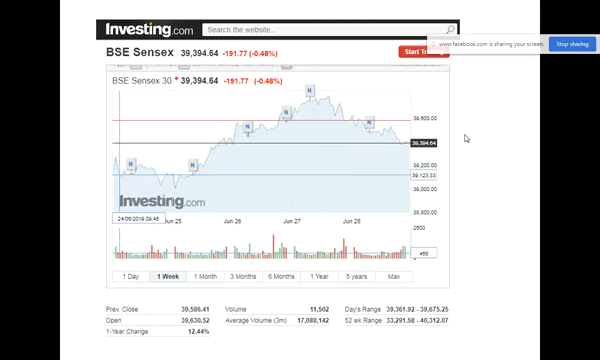 Investing.com Search the website...
BSE Sensex 39,394.64 -191.77 (-0.48%)
www.facebook.com is sharing your screen. Stop sharing
BSE Sensex 30 39,394.64 -191.77 (-0.48%)
N
N
N
N
N
N
39,600.00
39,394.64
39,200.00
39,123.33
39,000.00
38,800.00
Investing.com
24/06/2019 09:46 Jun 25 Jun 26 Jun 27 Jun 28
2500
466
0
1 Day 1 Week 1 Month 3 Months 6 Months 1 Year 5 years Max
Prev. Close 39,586.41 Volume 11,502 Day's Range 39,361.92 - 39,675.25
Open 39,630.52 Average Volume (3m) 17,088,142 52 wk Range 33,291.58 - 40,312.07
1-Year Change 12.44%